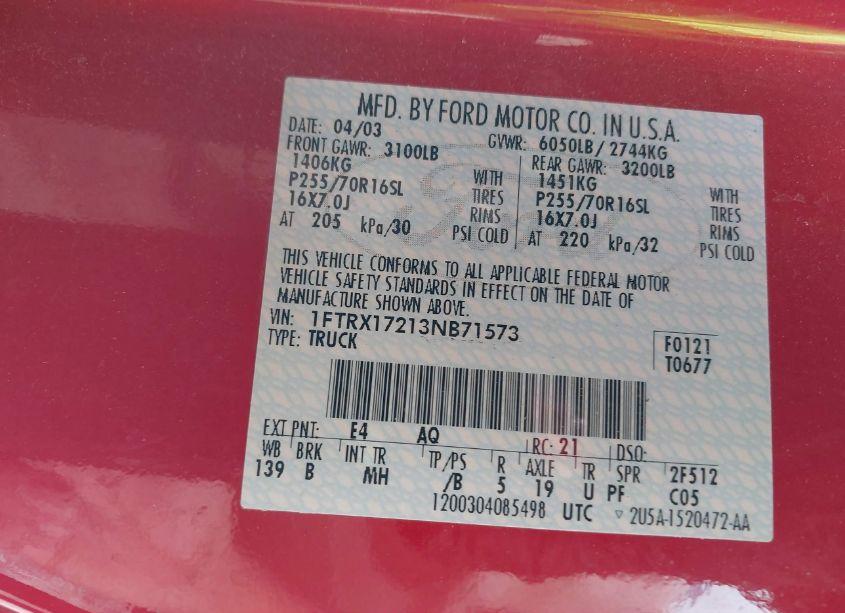 MFD. BY FORD MOTOR CO. IN U.S.A.
DATE: 04/03 GVWR: 6050LB/ 2744KG
FRONT GAWR: 3100LB REAR GAWR: 3200LB
1406KG WITH 1451KG WITH
P255/70R16SL TIRES P255/70R16SL TIRES
16X7.0J RIMS 16X7.0J RIMS
AT 205 kPa/30 PSI COLD AT 220 kPa/32 PSI COLD
THIS VEHICLE CONFORMS TO ALL APPLICABLE FEDERAL MOTOR
VEHICLE SAFETY STANDARDS IN EFFECT ON THE DATE OF
MANUFACTURE SHOWN ABOVE.
VIN: 1FTRX17213NB71573
TYPE: TRUCK
F0121
T0677
EXT PNT: E4 AQ RC: 21 DSO:
WB BRK INT TR TP/PS R AXLE TR SPR 2F512
139 B MH /B 5 19 U PF C05
1200304085498 UTC ▽ 2U5A-1520472-AA